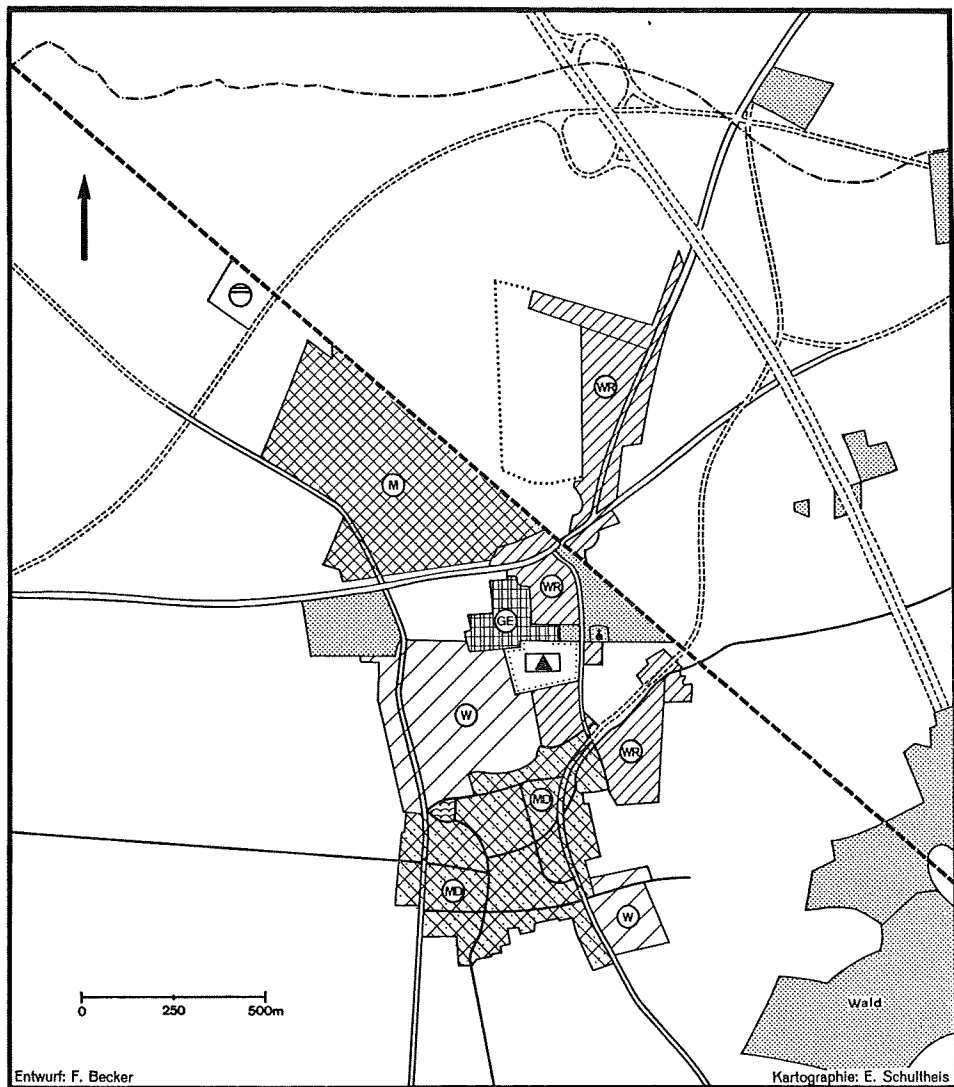 WR
M
WR
GE
W
WR
MD
MD
W
Wald
0 250 500m
Entwurf: F. Becker
Kartographie: E. Schultheis